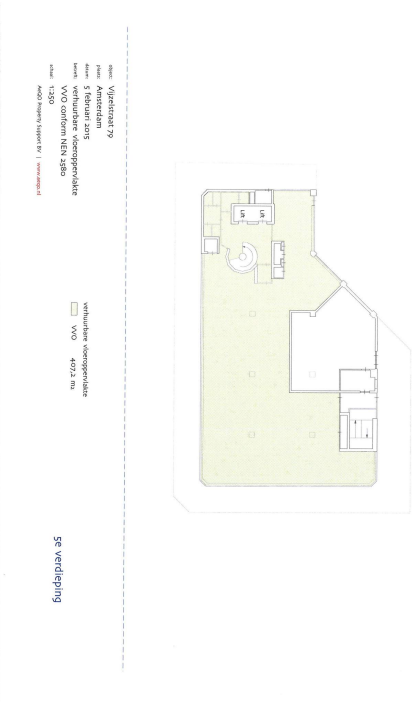 Lift
Lift
object: Vijzelstraat 79
plaats: Amsterdam
datum: 5 februari 2015
betreft: verhuurbare vloeroppervlakte
VVO conform NEN 2580
schaal: 1:250
AeQO Property Support BV | www.aeqo.nl
verhuurbare vloeroppervlakte
VVO 407,2 m2
5e verdieping